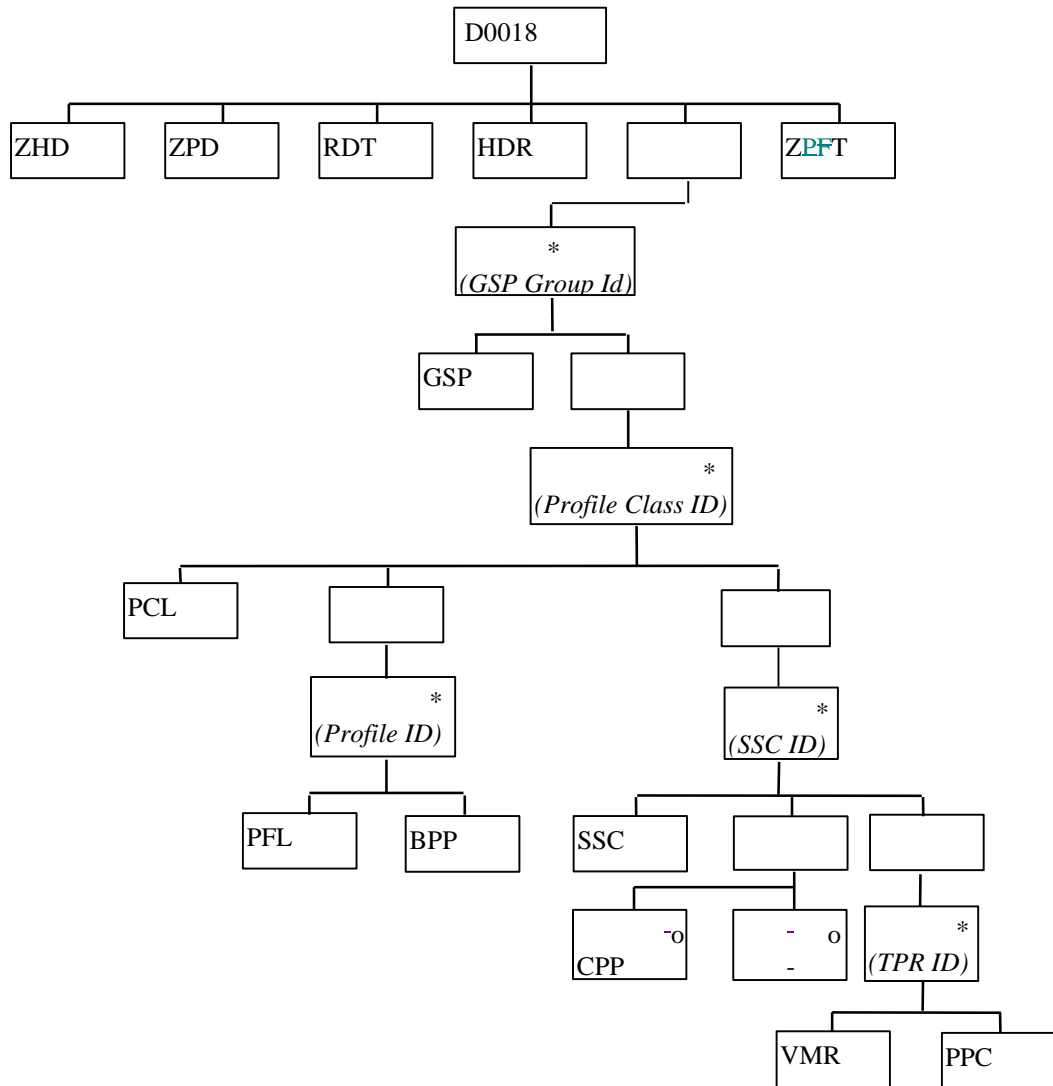 D0018
ZHD ZPD RDT HDR ZPFT
*
(GSP Group Id)
GSP
*
(Profile Class ID)
PCL
*
(Profile ID)
*
(SSC ID)
PFL BPP SSC
-o
CPP
- o
-
*
(TPR ID)
VMR PPC